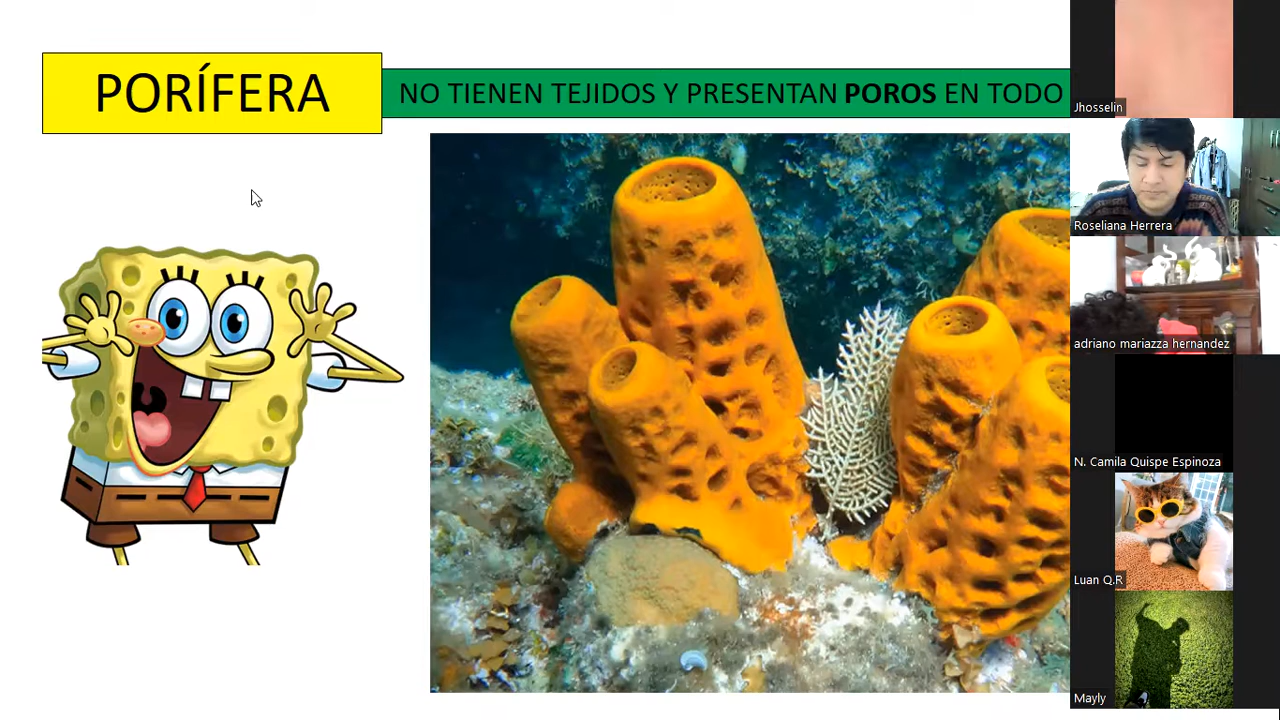 PORÍFERA
NO TIENEN TEJIDOS Y PRESENTAN POROS EN TODO
Jhosselin
Roseliana Herrera
adriano mariazza hernandez
N. Camila Quispe Espinoza
Luan Q.R
Mayly